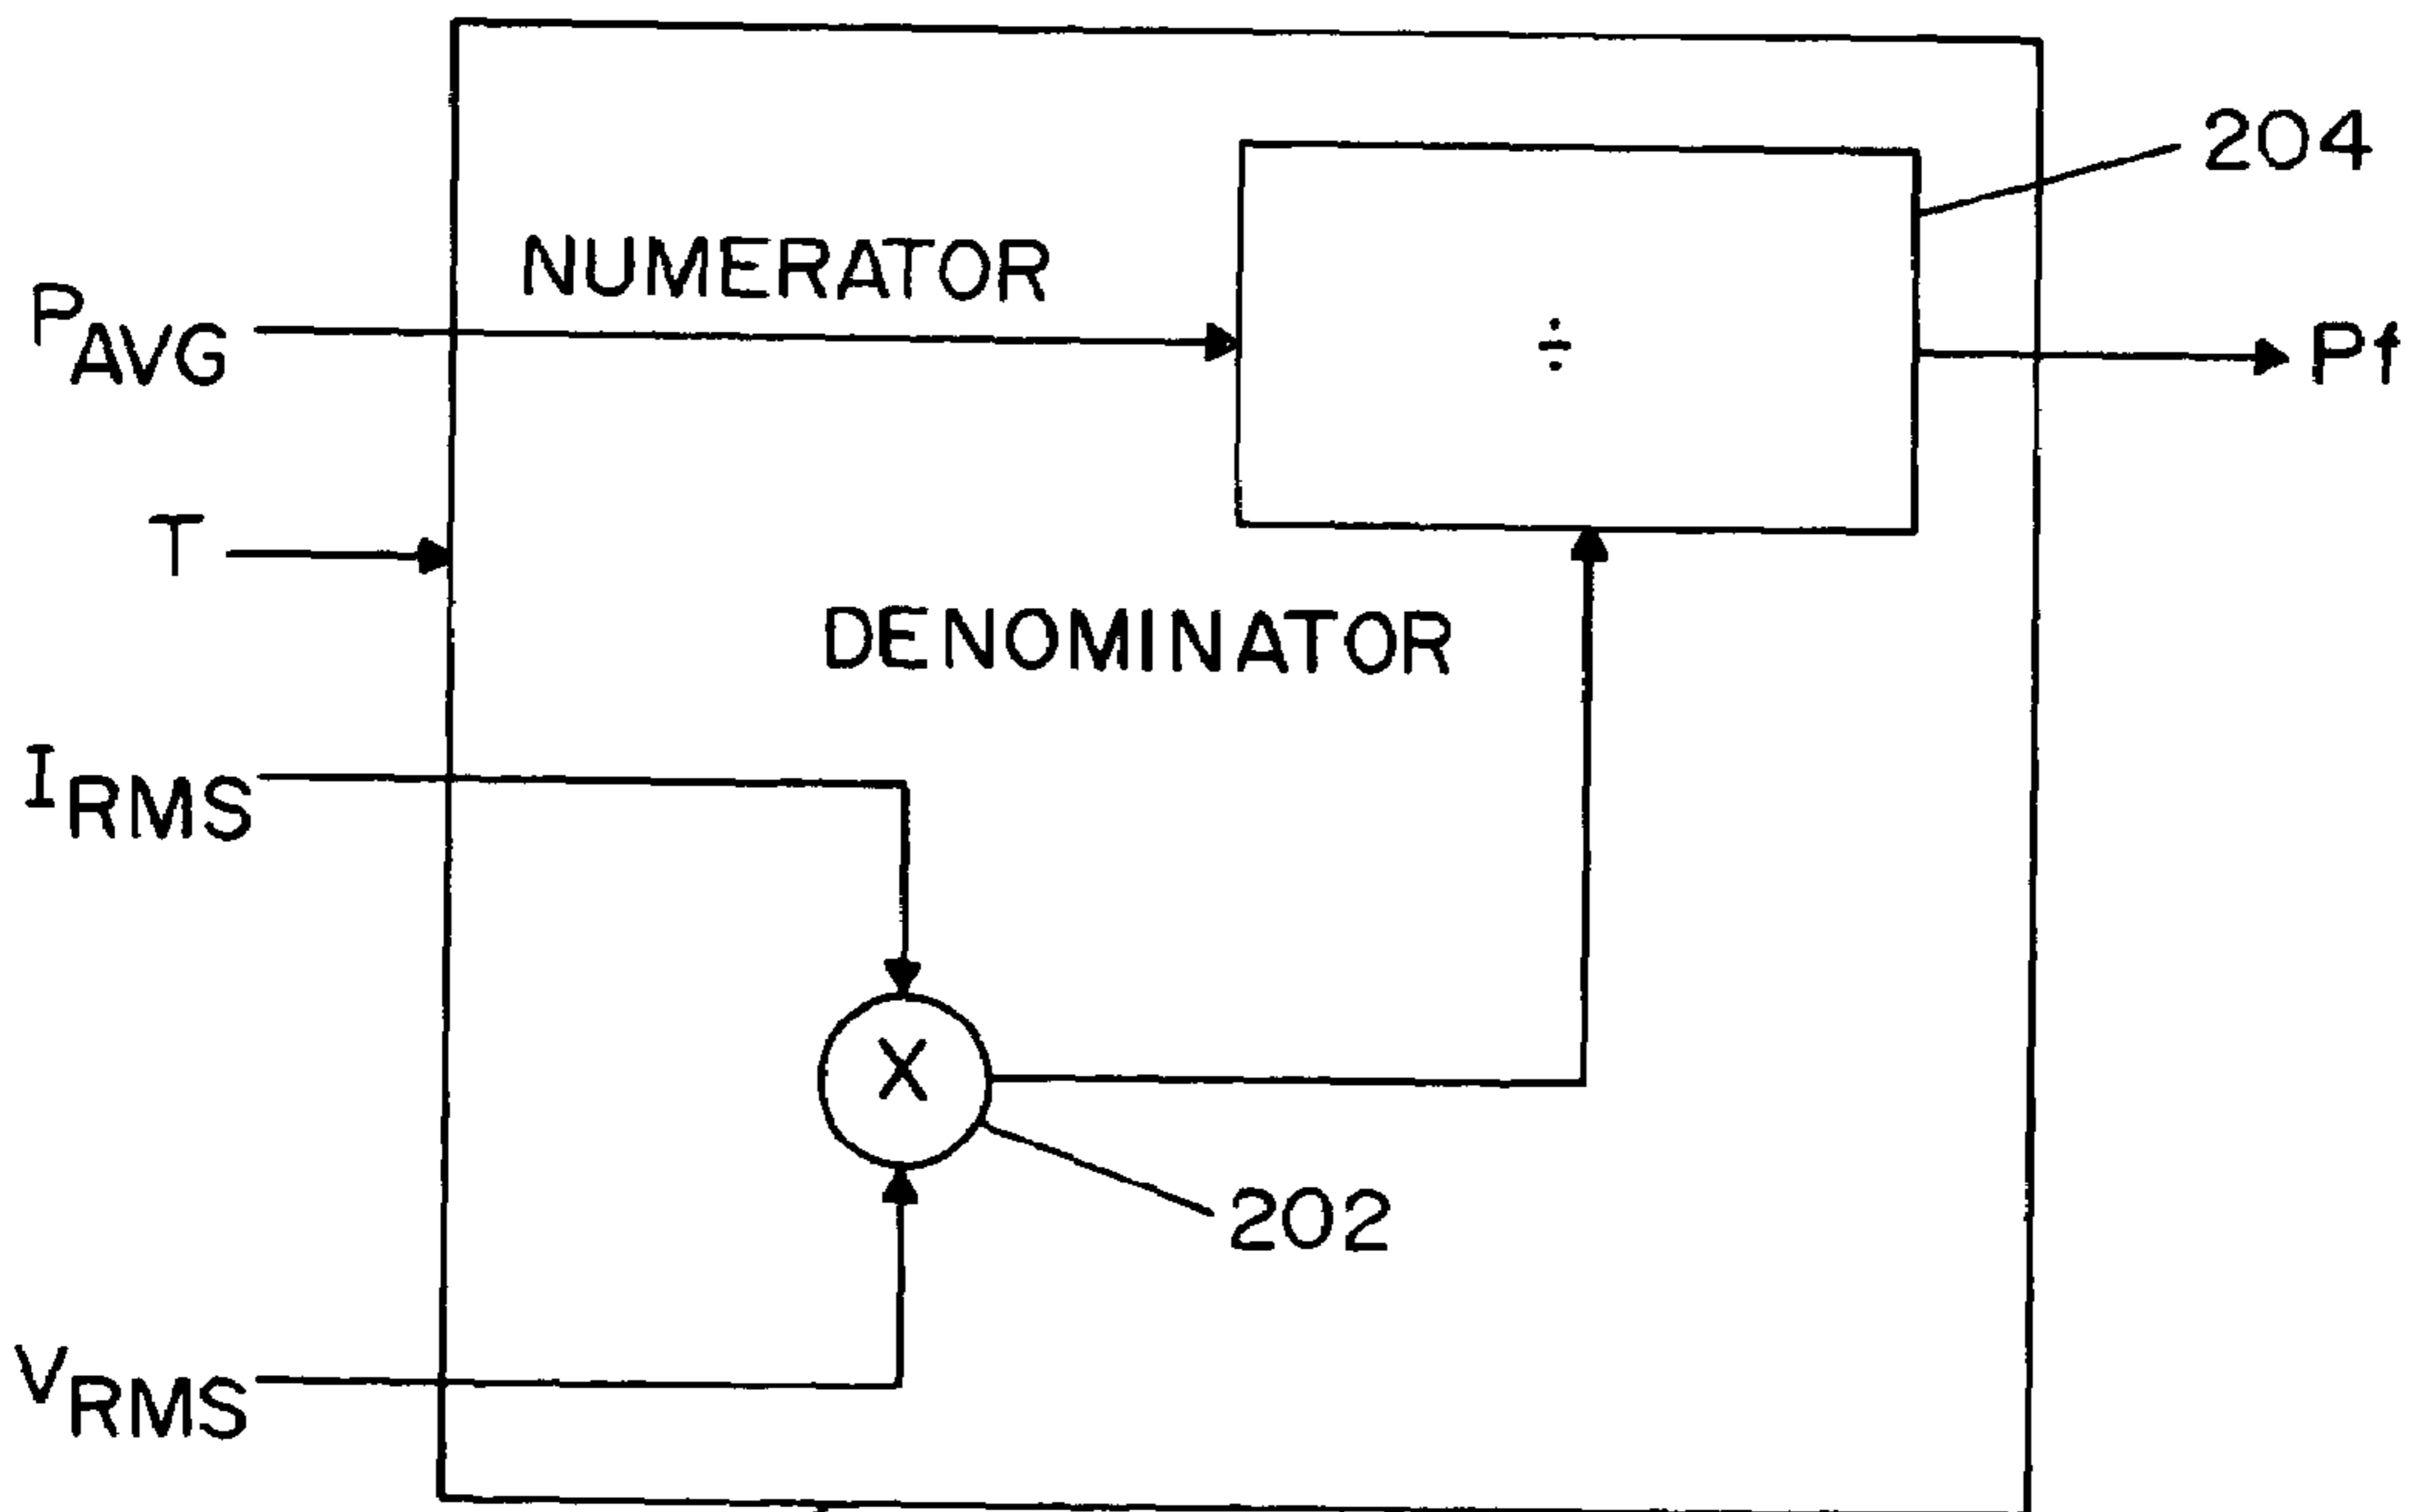 204
NUMERATOR
PAVG
÷
Pf
T
DENOMINATOR
IRMS
X
202
VRMS